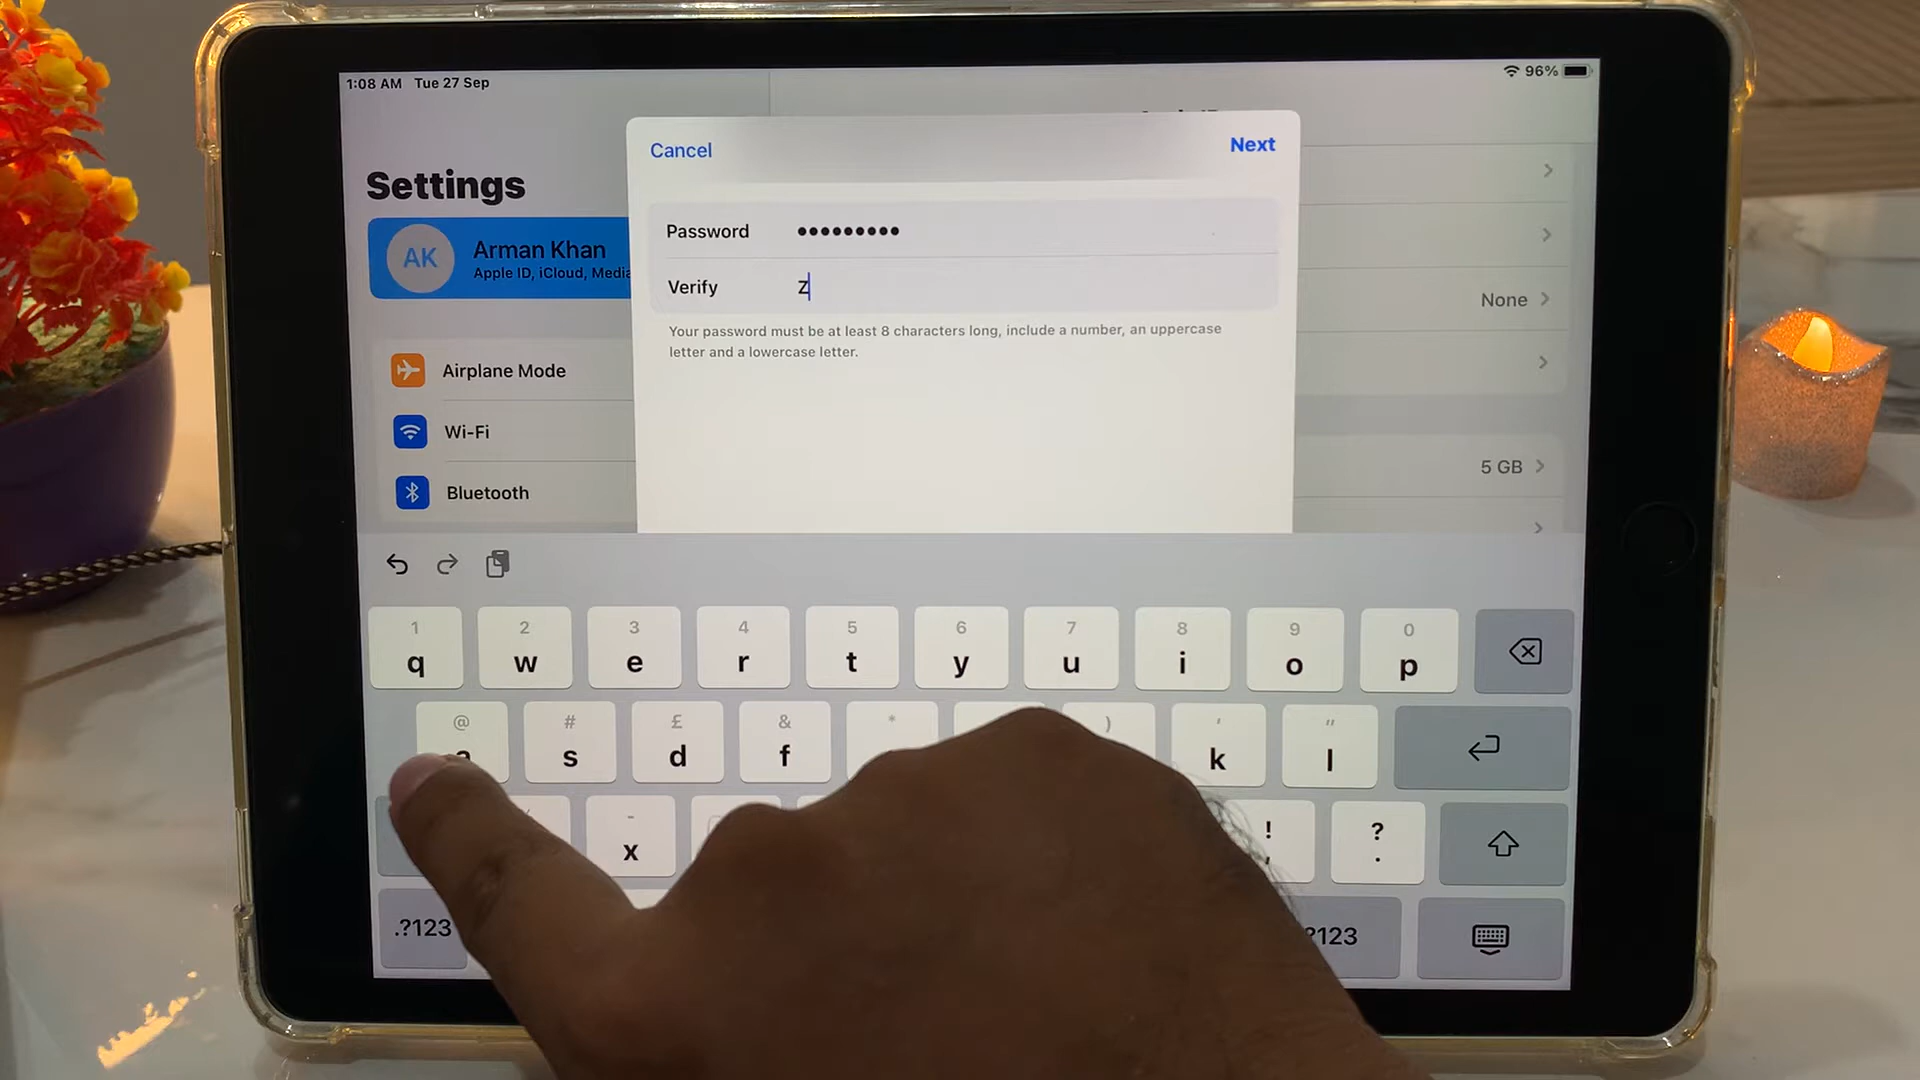 1:08 AM Tue 27 Sep
96%
Cancel
Next
Settings
Password •••••••••
AK
Arman Khan
Apple ID, iCloud, Media
Verify Z
None
Your password must be at least 8 characters long, include a number, an uppercase
letter and a lowercase letter.
Airplane Mode
Wi-Fi
5 GB
Bluetooth
1 2 3 4 5 6 7 8 9 0
q w e r t y u i o p
@ # £ & * ) ' "
a s d f k l
- ! ?
x , .
.?123 ?123